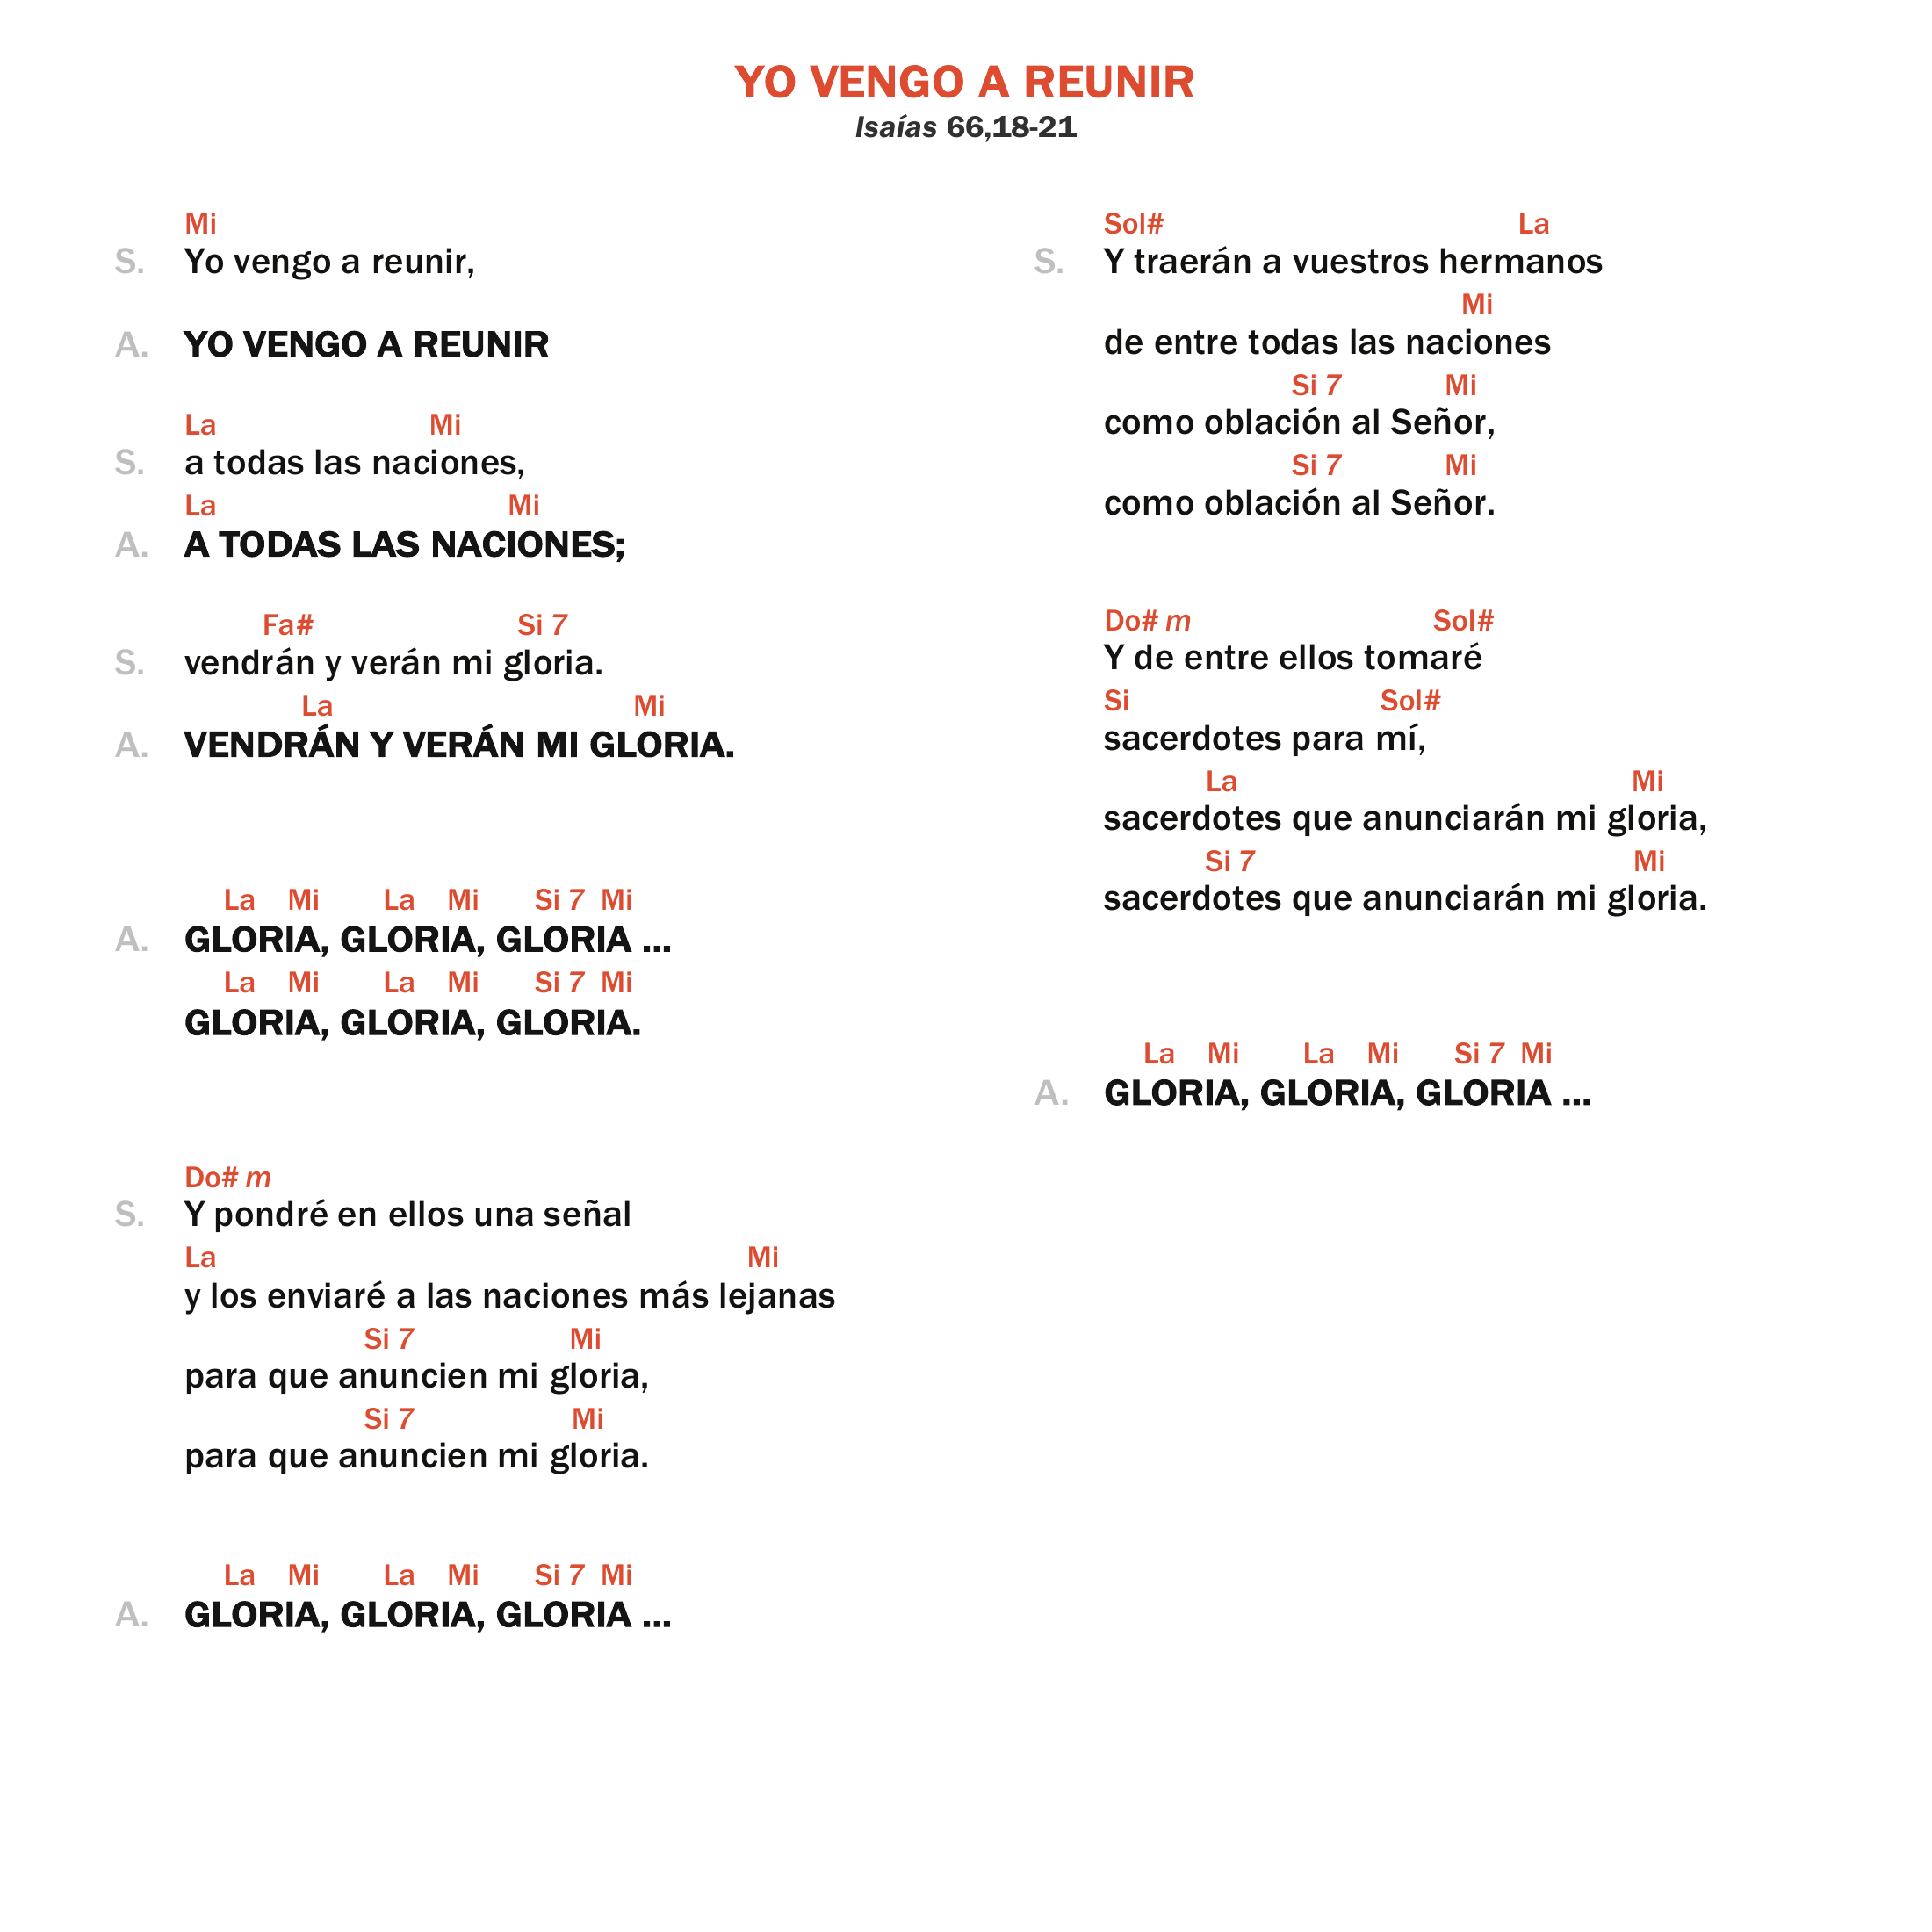 YO VENGO A REUNIR
Isaías 66,18-21
Mi
S. Yo vengo a reunir,
A. YO VENGO A REUNIR
La Mi
S. a todas las naciones,
La Mi
A. A TODAS LAS NACIONES;
Fa# Si 7
S. vendrán y verán mi gloria.
La Mi
A. VENDRÁN Y VERÁN MI GLORIA.
La Mi La Mi Si 7 Mi
A. GLORIA, GLORIA, GLORIA ...
La Mi La Mi Si 7 Mi
GLORIA, GLORIA, GLORIA.
Do# m
S. Y pondré en ellos una señal
La Mi
y los enviaré a las naciones más lejanas
Si 7 Mi
para que anuncien mi gloria,
Si 7 Mi
para que anuncien mi gloria.
La Mi La Mi Si 7 Mi
A. GLORIA, GLORIA, GLORIA ...
Sol# La
S. Y traerán a vuestros hermanos
Mi
de entre todas las naciones
Si 7 Mi
como oblación al Señor,
Si 7 Mi
como oblación al Señor.
Do# m Sol#
Y de entre ellos tomaré
Si Sol#
sacerdotes para mí,
La Mi
sacerdotes que anunciarán mi gloria,
Si 7 Mi
sacerdotes que anunciarán mi gloria.
La Mi La Mi Si 7 Mi
A. GLORIA, GLORIA, GLORIA ...